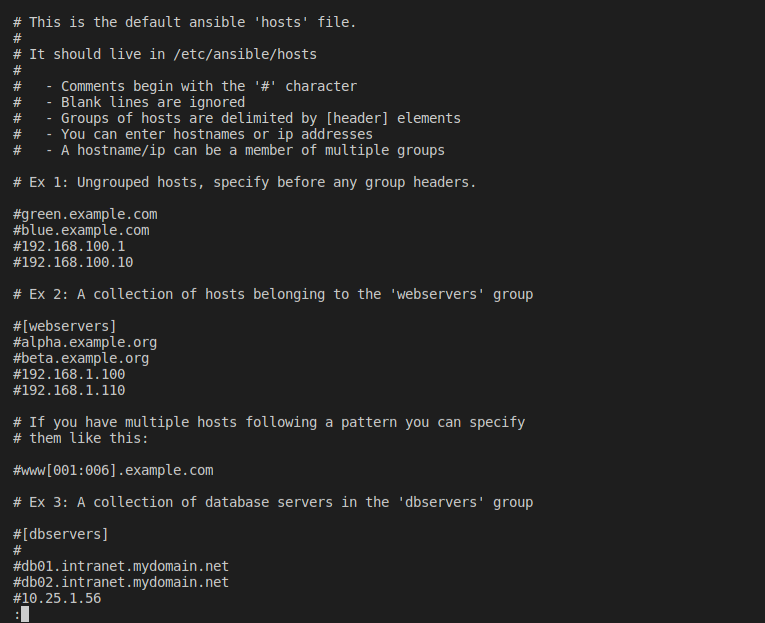 # This is the default ansible 'hosts' file.
#
# It should live in /etc/ansible/hosts
#
#   - Comments begin with the '#' character
#   - Blank lines are ignored
#   - Groups of hosts are delimited by [header] elements
#   - You can enter hostnames or ip addresses
#   - A hostname/ip can be a member of multiple groups
# Ex 1: Ungrouped hosts, specify before any group headers.
#green.example.com
#blue.example.com
#192.168.100.1
#192.168.100.10
# Ex 2: A collection of hosts belonging to the 'webservers' group
#[webservers]
#alpha.example.org
#beta.example.org
#192.168.1.100
#192.168.1.110
# If you have multiple hosts following a pattern you can specify
# them like this:
#www[001:006].example.com
# Ex 3: A collection of database servers in the 'dbservers' group
#[dbservers]
#
#db01.intranet.mydomain.net
#db02.intranet.mydomain.net
#10.25.1.56
: